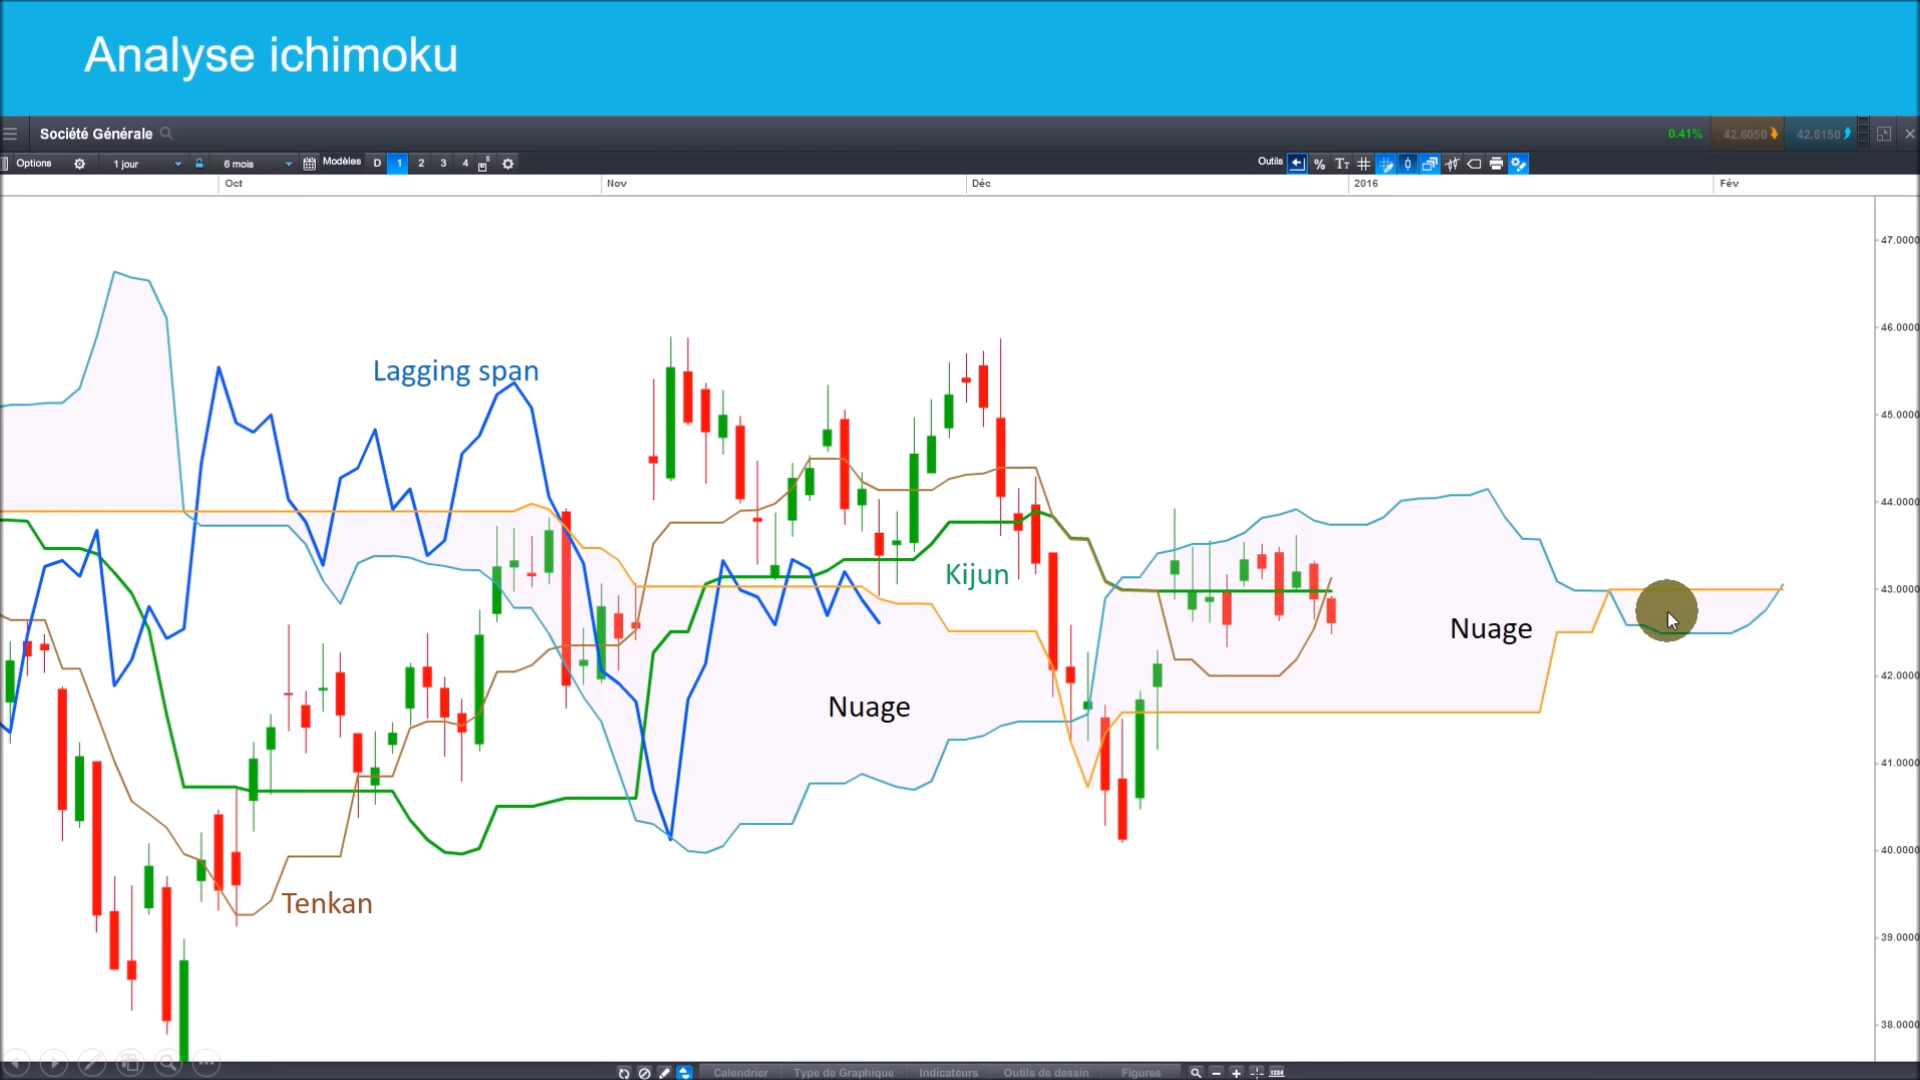 Analyse ichimoku
Société Générale
0.41% 42.6050 42.6150
Options 1 jour 6 mois Modèles D 1 2 3 4 Outils % TT
Oct Nov Déc 2016 Fév
47.0000
46.0000
Lagging span
45.0000
44.0000
Kijun
43.0000
Nuage
42.0000
Nuage
41.0000
40.0000
Tenkan
39.0000
38.0000
Calendrier Type de Graphique Indicateurs Outils de dessin Figures